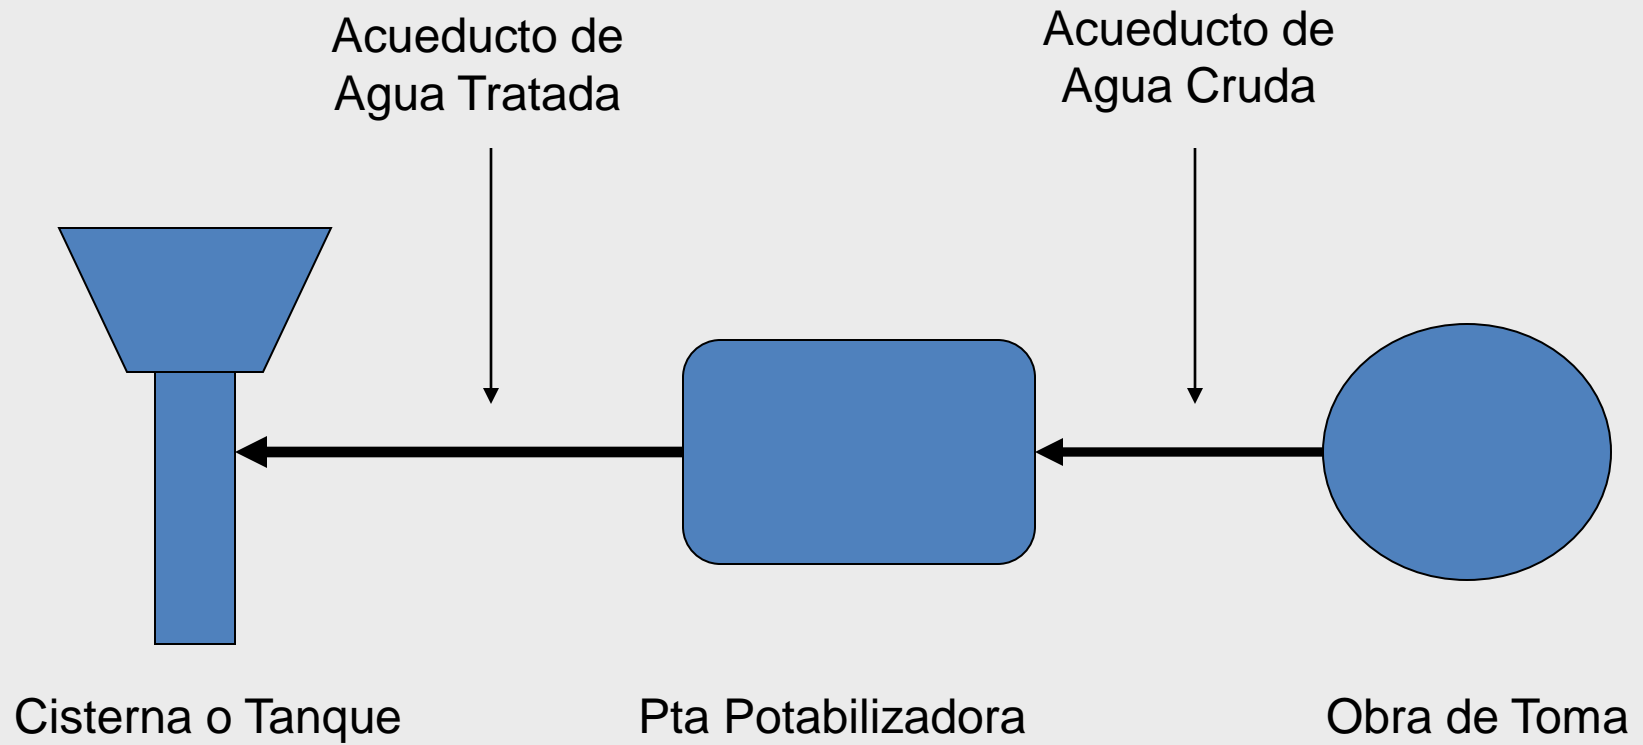 Acueducto de
Agua Tratada
Acueducto de
Agua Cruda
Cisterna o Tanque
Pta Potabilizadora
Obra de Toma